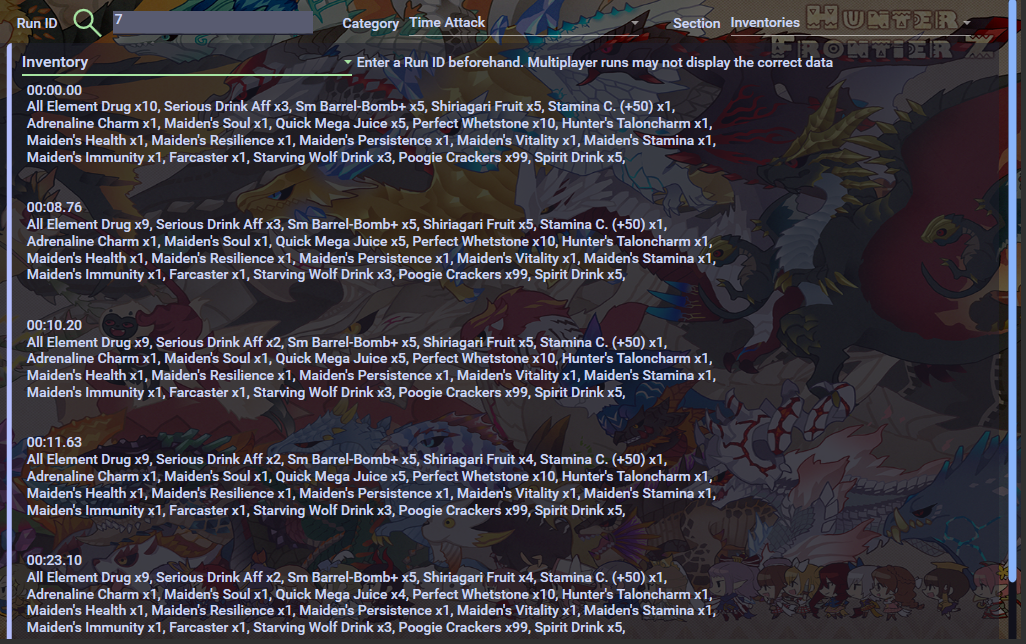 Run ID 7 Category Time Attack Section Inventories
HUNTER
FRONTIER Z
Inventory Enter a Run ID beforehand. Multiplayer runs may not display the correct data
00:00.00
All Element Drug x10, Serious Drink Aff x3, Sm Barrel-Bomb+ x5, Shiriagari Fruit x5, Stamina C. (+50) x1,
Adrenaline Charm x1, Maiden's Soul x1, Quick Mega Juice x5, Perfect Whetstone x10, Hunter's Taloncharm x1,
Maiden's Health x1, Maiden's Resilience x1, Maiden's Persistence x1, Maiden's Vitality x1, Maiden's Stamina x1,
Maiden's Immunity x1, Farcaster x1, Starving Wolf Drink x3, Poogie Crackers x99, Spirit Drink x5,
00:08.76
All Element Drug x9, Serious Drink Aff x3, Sm Barrel-Bomb+ x5, Shiriagari Fruit x5, Stamina C. (+50) x1,
Adrenaline Charm x1, Maiden's Soul x1, Quick Mega Juice x5, Perfect Whetstone x10, Hunter's Taloncharm x1,
Maiden's Health x1, Maiden's Resilience x1, Maiden's Persistence x1, Maiden's Vitality x1, Maiden's Stamina x1,
Maiden's Immunity x1, Farcaster x1, Starving Wolf Drink x3, Poogie Crackers x99, Spirit Drink x5,
00:10.20
All Element Drug x9, Serious Drink Aff x2, Sm Barrel-Bomb+ x5, Shiriagari Fruit x5, Stamina C. (+50) x1,
Adrenaline Charm x1, Maiden's Soul x1, Quick Mega Juice x5, Perfect Whetstone x10, Hunter's Taloncharm x1,
Maiden's Health x1, Maiden's Resilience x1, Maiden's Persistence x1, Maiden's Vitality x1, Maiden's Stamina x1,
Maiden's Immunity x1, Farcaster x1, Starving Wolf Drink x3, Poogie Crackers x99, Spirit Drink x5,
00:11.63
All Element Drug x9, Serious Drink Aff x2, Sm Barrel-Bomb+ x5, Shiriagari Fruit x4, Stamina C. (+50) x1,
Adrenaline Charm x1, Maiden's Soul x1, Quick Mega Juice x5, Perfect Whetstone x10, Hunter's Taloncharm x1,
Maiden's Health x1, Maiden's Resilience x1, Maiden's Persistence x1, Maiden's Vitality x1, Maiden's Stamina x1,
Maiden's Immunity x1, Farcaster x1, Starving Wolf Drink x3, Poogie Crackers x99, Spirit Drink x5,
00:23.10
All Element Drug x9, Serious Drink Aff x2, Sm Barrel-Bomb+ x5, Shiriagari Fruit x4, Stamina C. (+50) x1,
Adrenaline Charm x1, Maiden's Soul x1, Quick Mega Juice x4, Perfect Whetstone x10, Hunter's Taloncharm x1,
Maiden's Health x1, Maiden's Resilience x1, Maiden's Persistence x1, Maiden's Vitality x1, Maiden's Stamina x1,
Maiden's Immunity x1, Farcaster x1, Starving Wolf Drink x3, Poogie Crackers x99, Spirit Drink x5,